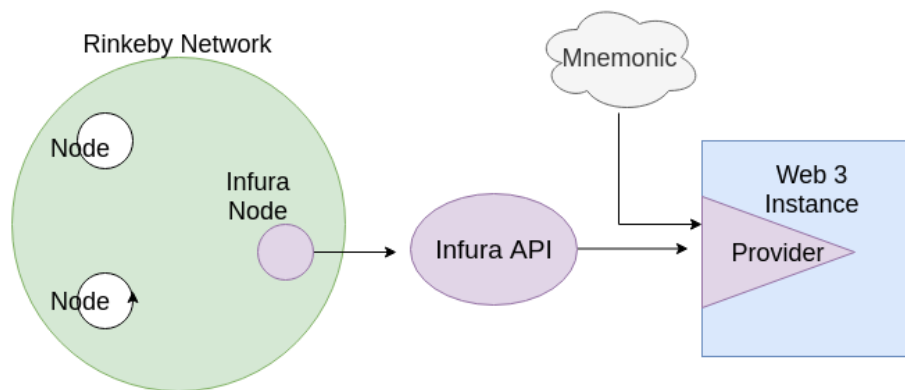 Rinkeby Network
Mnemonic
Node
Infura
Node
Web 3
Instance
Infura API
Provider
Node